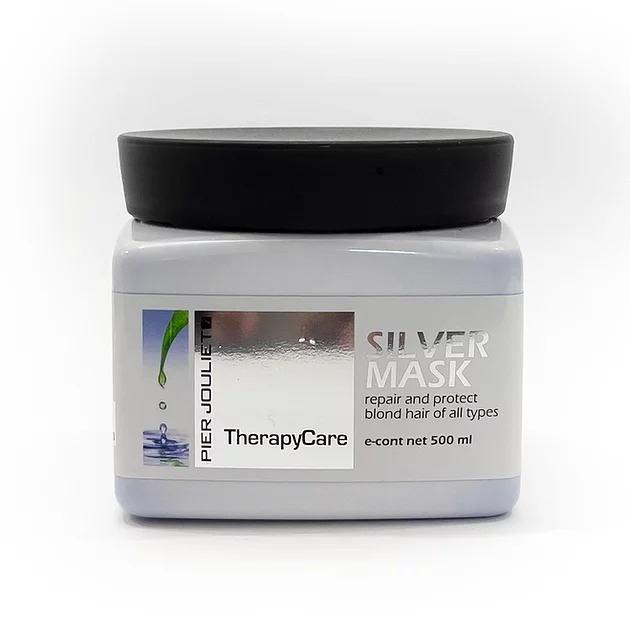 PIER JOULIET
TherapyCare
SILVER
MASK
repair and protect
blond hair of all types
e-cont net 500 ml